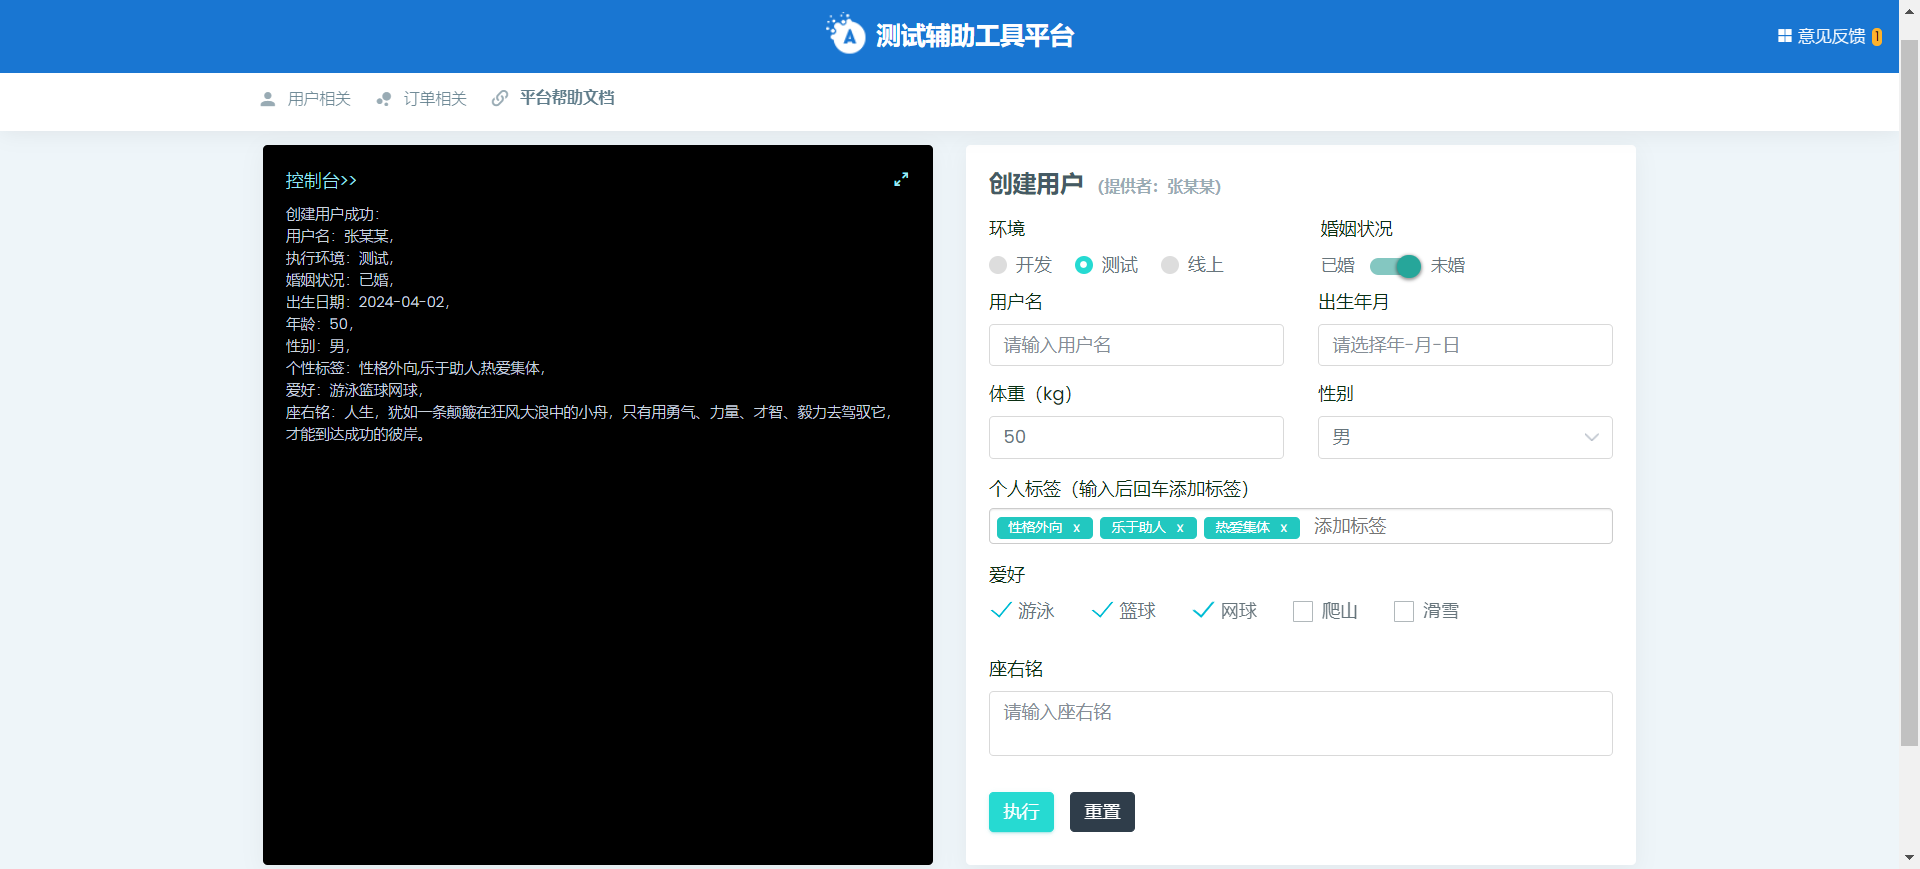 测试辅助工具平台
意见反馈 1
用户相关 订单相关 平台帮助文档
控制台>>
创建用户成功:
用户名：张某某，
执行环境：测试，
婚姻状况：已婚，
出生日期：2024-04-02，
年龄：50，
性别：男，
个性标签：性格外向,乐于助人,热爱集体，
爱好：游泳篮球网球，
座右铭：人生，犹如一条颠簸在狂风大浪中的小舟，只有用勇气、力量、才智、毅力去驾驭它，
才能到达成功的彼岸。
创建用户 (提供者：张某某)
环境 婚姻状况
开发 测试 线上 已婚 未婚
用户名 出生年月
请输入用户名 请选择年-月-日
体重（kg） 性别
50 男
个人标签（输入后回车添加标签）
性格外向 x 乐于助人 x 热爱集体 x 添加标签
爱好
游泳 篮球 网球 爬山 滑雪
座右铭
请输入座右铭
执行 重置